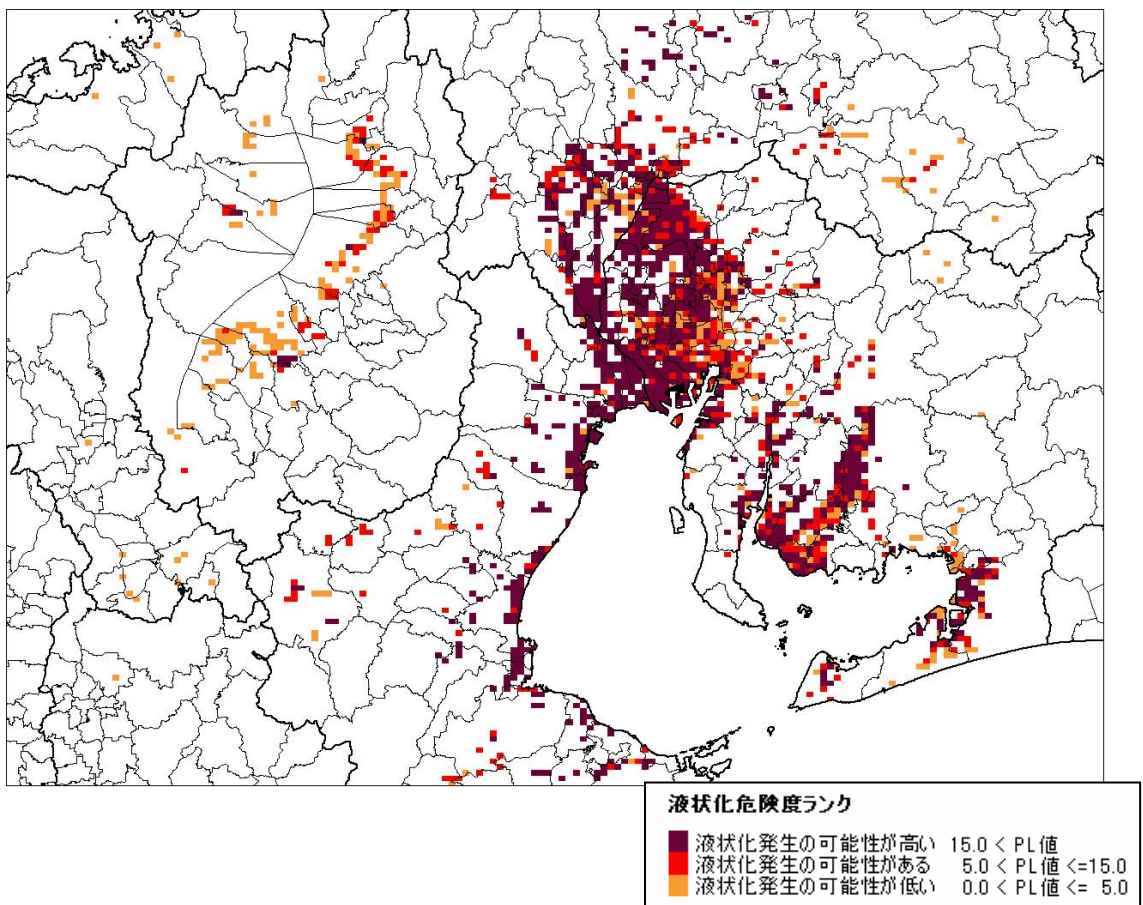 液状化危険度ランク
液状化発生の可能性が高い 15.0 < PL値
液状化発生の可能性がある 5.0 < PL値 <=15.0
液状化発生の可能性が低い 0.0 < PL値 <= 5.0